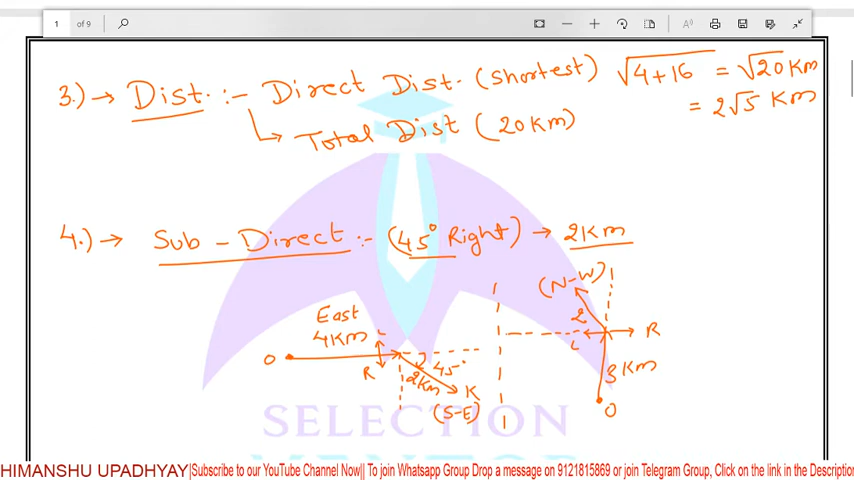 1 of 9
3.) → Dist. :- Direct Dist. (Shortest) √4+16 = √20 Km
= 2√5 Km
↳ Total Dist (20 Km)
4.) → Sub - Direct :- (45° Right) → 2Km
(N-W)
East
4Km L
2 R
O R 45° L
2Km K 3 Km
(S-E) O
SELECTION
HIMANSHU UPADHYAY |Subscribe to our YouTube Channel Now|| To join Whatsapp Group Drop a message on 9121815869 or join Telegram Group, Click on the link in the Description